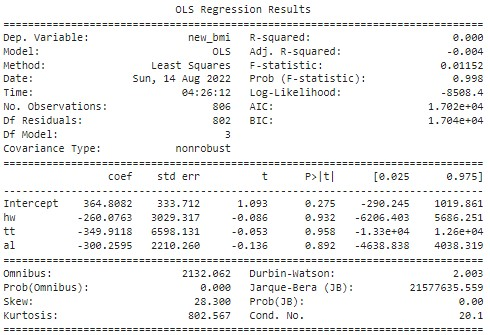 OLS Regression Results
==============================================================================
Dep. Variable: new_bmi R-squared: 0.000
Model: OLS Adj. R-squared: -0.004
Method: Least Squares F-statistic: 0.01152
Date: Sun, 14 Aug 2022 Prob (F-statistic): 0.998
Time: 04:26:12 Log-Likelihood: -8508.4
No. Observations: 806 AIC: 1.702e+04
Df Residuals: 802 BIC: 1.704e+04
Df Model: 3
Covariance Type: nonrobust
==============================================================================
coef std err t P>|t| [0.025 0.975]
------------------------------------------------------------------------------
Intercept 364.8082 333.712 1.093 0.275 -290.245 1019.861
hw -260.0763 3029.317 -0.086 0.932 -6206.403 5686.251
tt -349.9118 6598.131 -0.053 0.958 -1.33e+04 1.26e+04
al -300.2595 2210.260 -0.136 0.892 -4638.838 4038.319
==============================================================================
Omnibus: 2132.062 Durbin-Watson: 2.003
Prob(Omnibus): 0.000 Jarque-Bera (JB): 21577635.559
Skew: 28.300 Prob(JB): 0.00
Kurtosis: 802.567 Cond. No. 20.1
==============================================================================